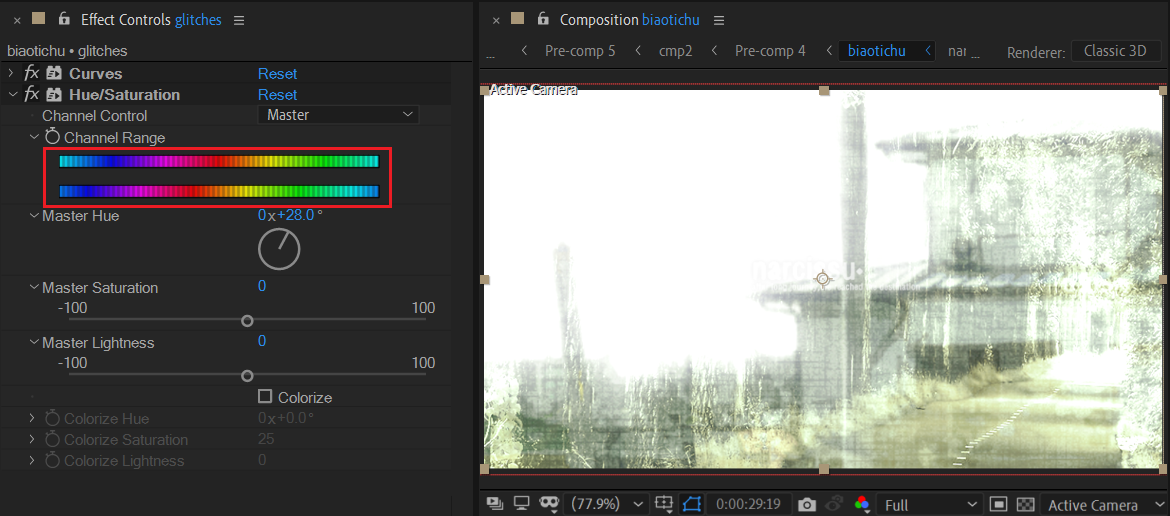 × Effect Controls glitches
biaotichu • glitches
fx Curves Reset
fx Hue/Saturation Reset
Channel Control Master
Channel Range
Master Hue 0x+28.0°
Master Saturation 0
-100 100
Master Lightness 0
-100 100
Colorize
Colorize Hue 0x+0.0°
Colorize Saturation 25
Colorize Lightness 0
× Composition biaotichu
... Pre-comp 5 cmp2 Pre-comp 4 biaotichu nar ... Renderer: Classic 3D
Active Camera
(77.9%) 0:00:29:19 Full Active Camera